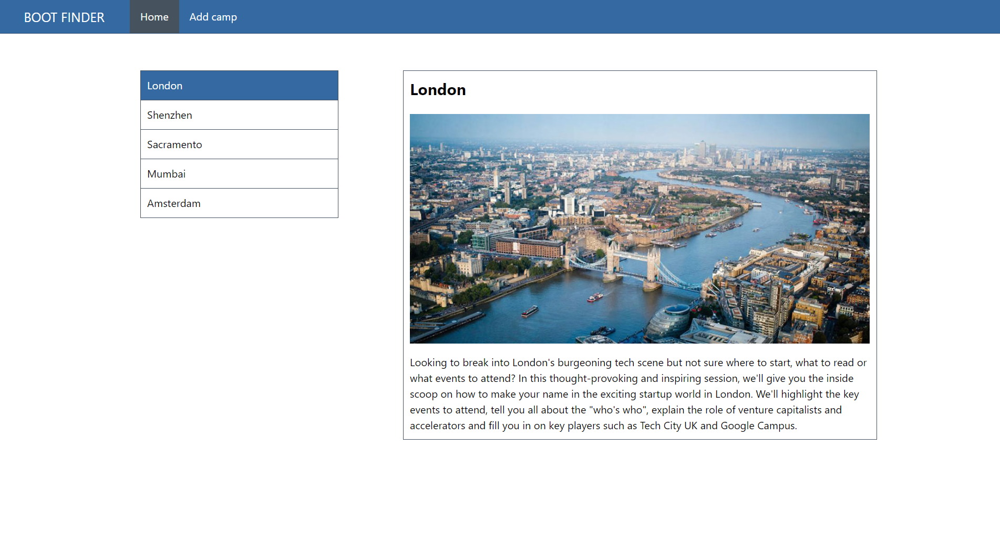 BOOT FINDER Home Add camp
London
Shenzhen
Sacramento
Mumbai
Amsterdam
London
Looking to break into London's burgeoning tech scene but not sure where to start, what to read or
what events to attend? In this thought-provoking and inspiring session, we'll give you the inside
scoop on how to make your name in the exciting startup world in London. We'll highlight the key
events to attend, tell you all about the "who's who", explain the role of venture capitalists and
accelerators and fill you in on key players such as Tech City UK and Google Campus.